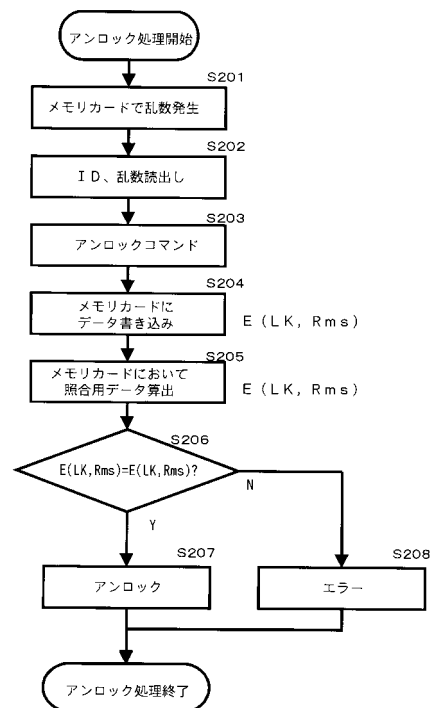 アンロック処理開始
S201
メモリカードで乱数発生
S202
ID、乱数読出し
S203
アンロックコマンド
S204
メモリカードに
データ書き込み
E(LK,Rms)
S205
メモリカードにおいて
照合用データ算出
E(LK,Rms)
S206
E(LK,Rms)=E(LK,Rms)?
N
Y
S207
アンロック
S208
エラー
アンロック処理終了